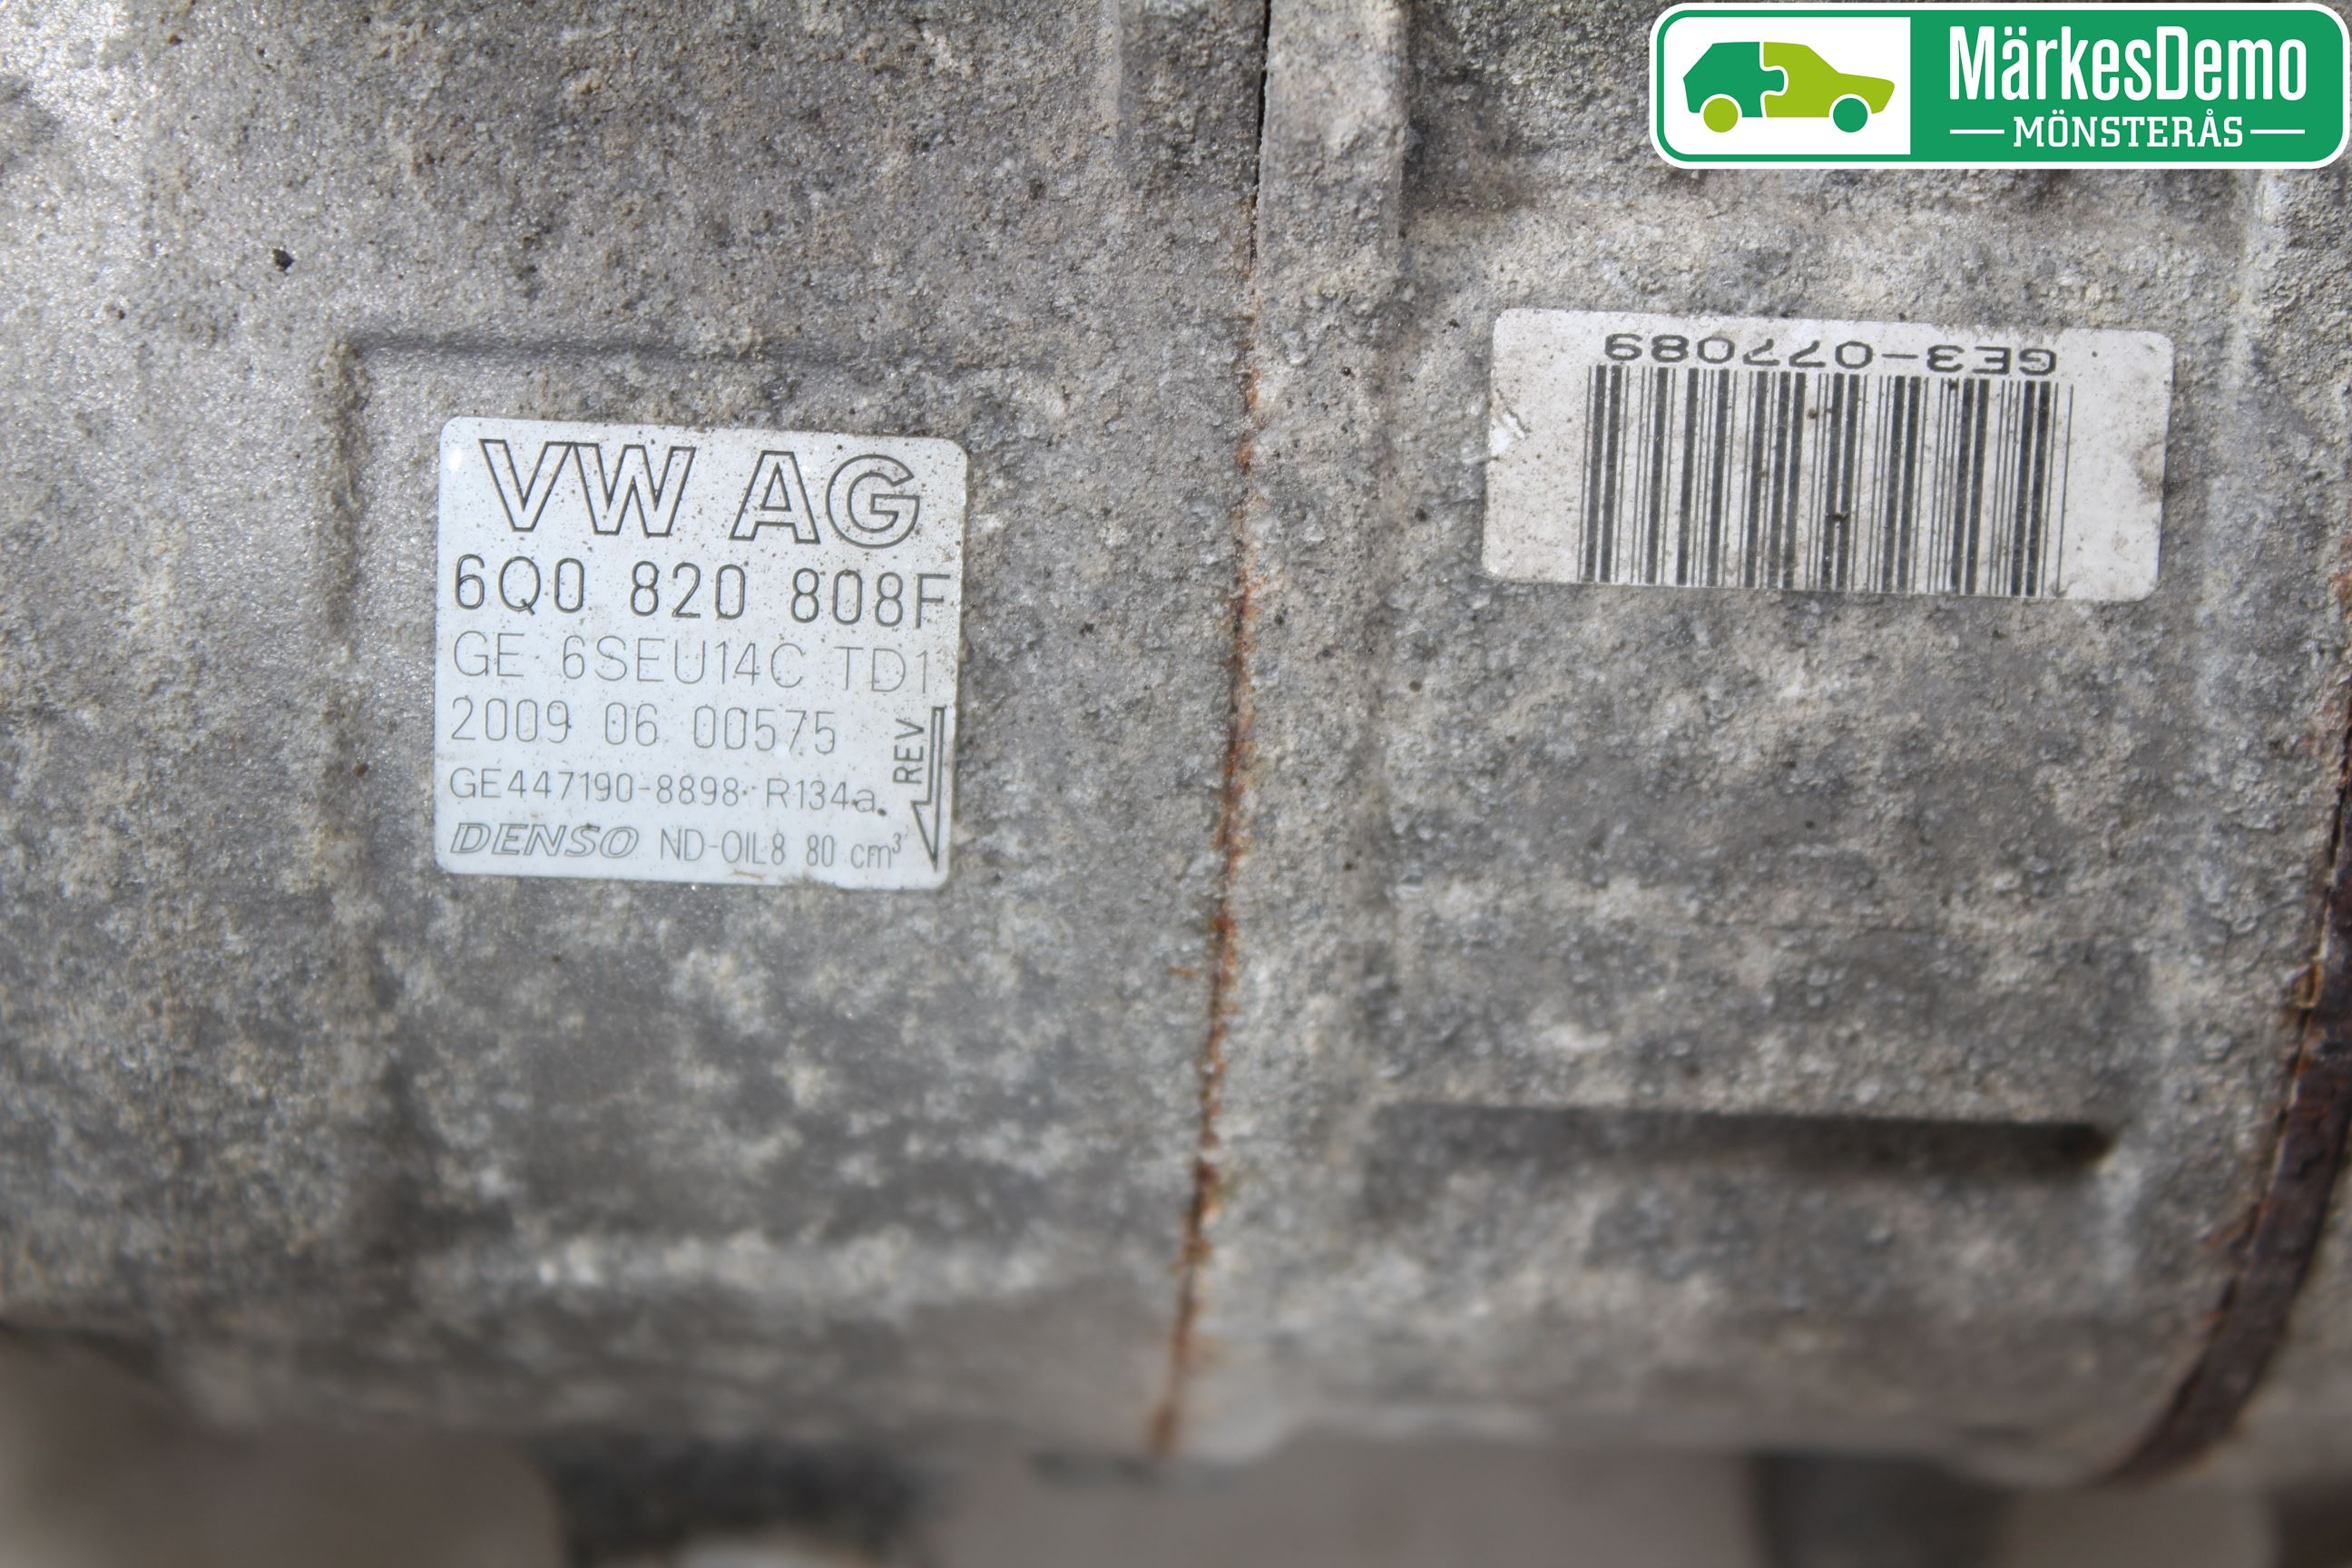 MärkesDemo
MÖNSTERÅS
GE3-077089
VW AG
6Q0 820 808F
GE 6SEU14C TD1
2009 06 00575
REV
GE447190-8898 R134a
DENSO ND-OIL8 80 cm³